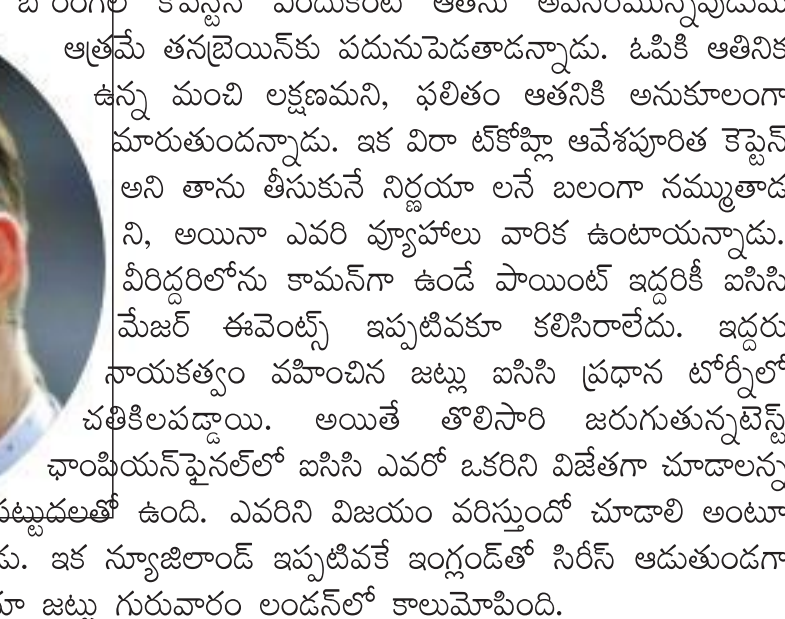 ఆత్రమే తనబ్రెయిన్‌కు పదునుపెడతాడన్నాడు. ఓపికి ఆతినిక
ఉన్న మంచి లక్షణమని, ఫలితం ఆతనికి అనుకూలంగా
మారుతుందన్నాడు. ఇక విరా ట్‌కోహ్లి ఆవేశపూరిత కెప్టెన్
అని తాను తీసుకునే నిర్ణయా లనే బలంగా నమ్ముతాడ
ని, అయినా ఎవరి వ్యూహాలు వారిక ఉంటాయన్నాడు.
వీరిద్దరిలోను కామన్‌గా ఉండే పాయింట్ ఇద్దరికీ ఐసిసి
మేజర్ ఈవెంట్స్ ఇప్పటివకూ కలిసిరాలేదు. ఇద్దరు
నాయకత్వం వహించిన జట్లు ఐసిసి ప్రధాన టోర్నీలో
చతికిలపడ్డాయి. అయితే తొలిసారి జరుగుతున్నటెస్ట్
ఛాంపియన్‌ఫైనల్‌లో ఐసిసి ఎవరో ఒకరిని విజేతగా చూడాలన్న
పట్టుదలతో ఉంది. ఎవరిని విజయం వరిస్తుందో చూడాలి అంటూ
ఇక న్యూజిలాండ్ ఇప్పటివకే ఇంగ్లండ్‌తో సిరీస్ ఆడుతుండగా
జట్టు గురువారం లండన్‌లో కాలుమోపింది.